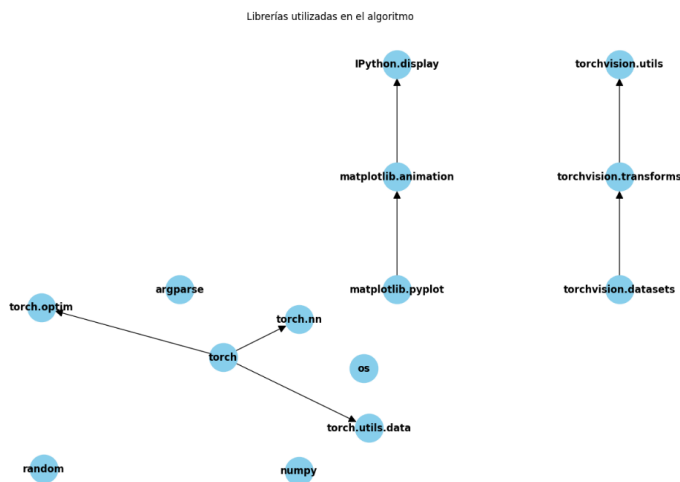 Librerías utilizadas en el algoritmo
IPython.display
torchvision.utils
matplotlib.animation
torchvision.transforms
argparse
matplotlib.pyplot
torchvision.datasets
torch.optim
torch.nn
torch
os
torch.utils.data
random
numpy